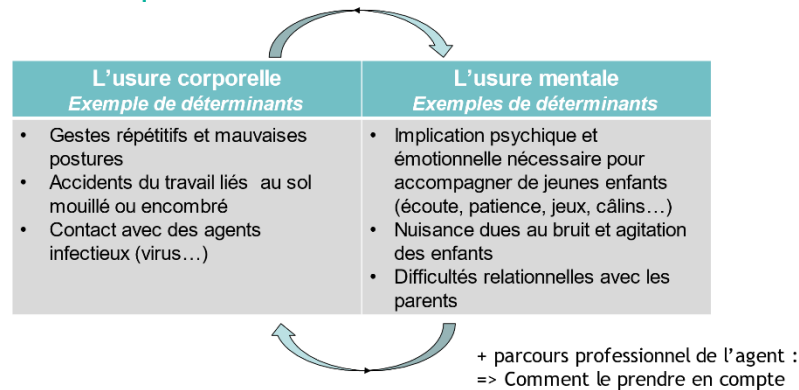 L'usure corporelle
Exemple de déterminants
L'usure mentale
Exemples de déterminants
• Gestes répétitifs et mauvaises
postures
• Accidents du travail liés au sol
mouillé ou encombré
• Contact avec des agents
infectieux (virus…)
• Implication psychique et
émotionnelle nécessaire pour
accompagner de jeunes enfants
(écoute, patience, jeux, câlins…)
• Nuisance dues au bruit et agitation
des enfants
• Difficultés relationnelles avec les
parents
+ parcours professionnel de l'agent :
=> Comment le prendre en compte